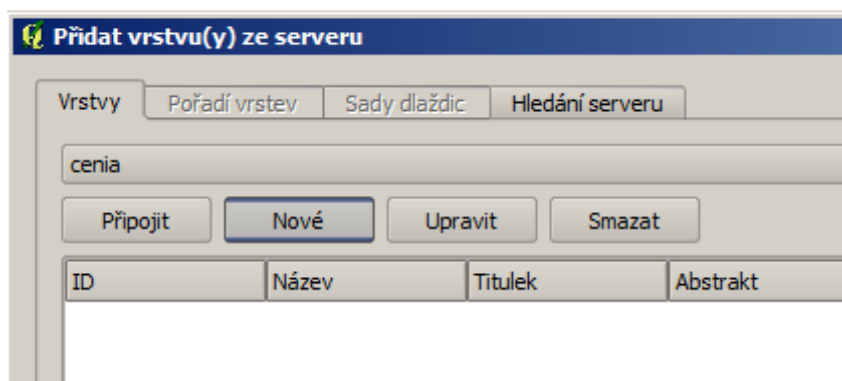 Přidat vrstvu(y) ze serveru
Vrstvy Pořadí vrstev Sady dlaždic Hledání serveru
cenia
Připojit Nové Upravit Smazat
ID Název Titulek Abstrakt